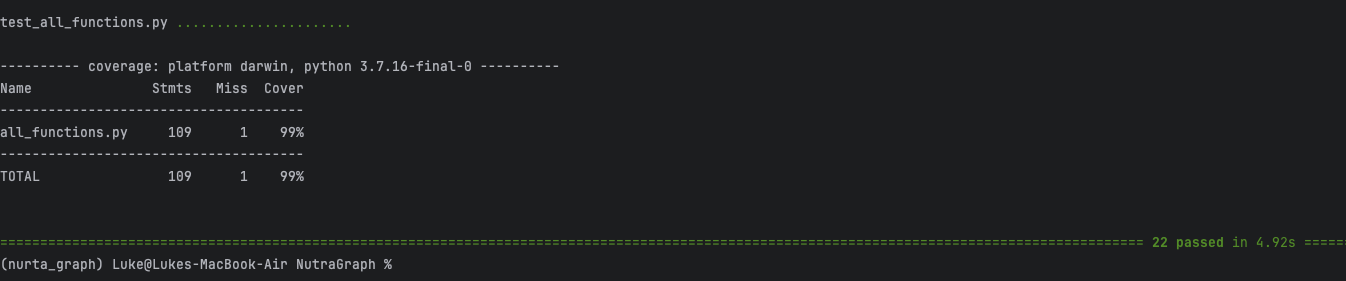 test_all_functions.py ......................
---------- coverage: platform darwin, python 3.7.16-final-0 ----------
Name               Stmts   Miss  Cover
--------------------------------------
all_functions.py     109      1    99%
--------------------------------------
TOTAL                109      1    99%
=============================================================================================================================================== 22 passed in 4.92s ======
(nurta_graph) Luke@Lukes-MacBook-Air NutraGraph %